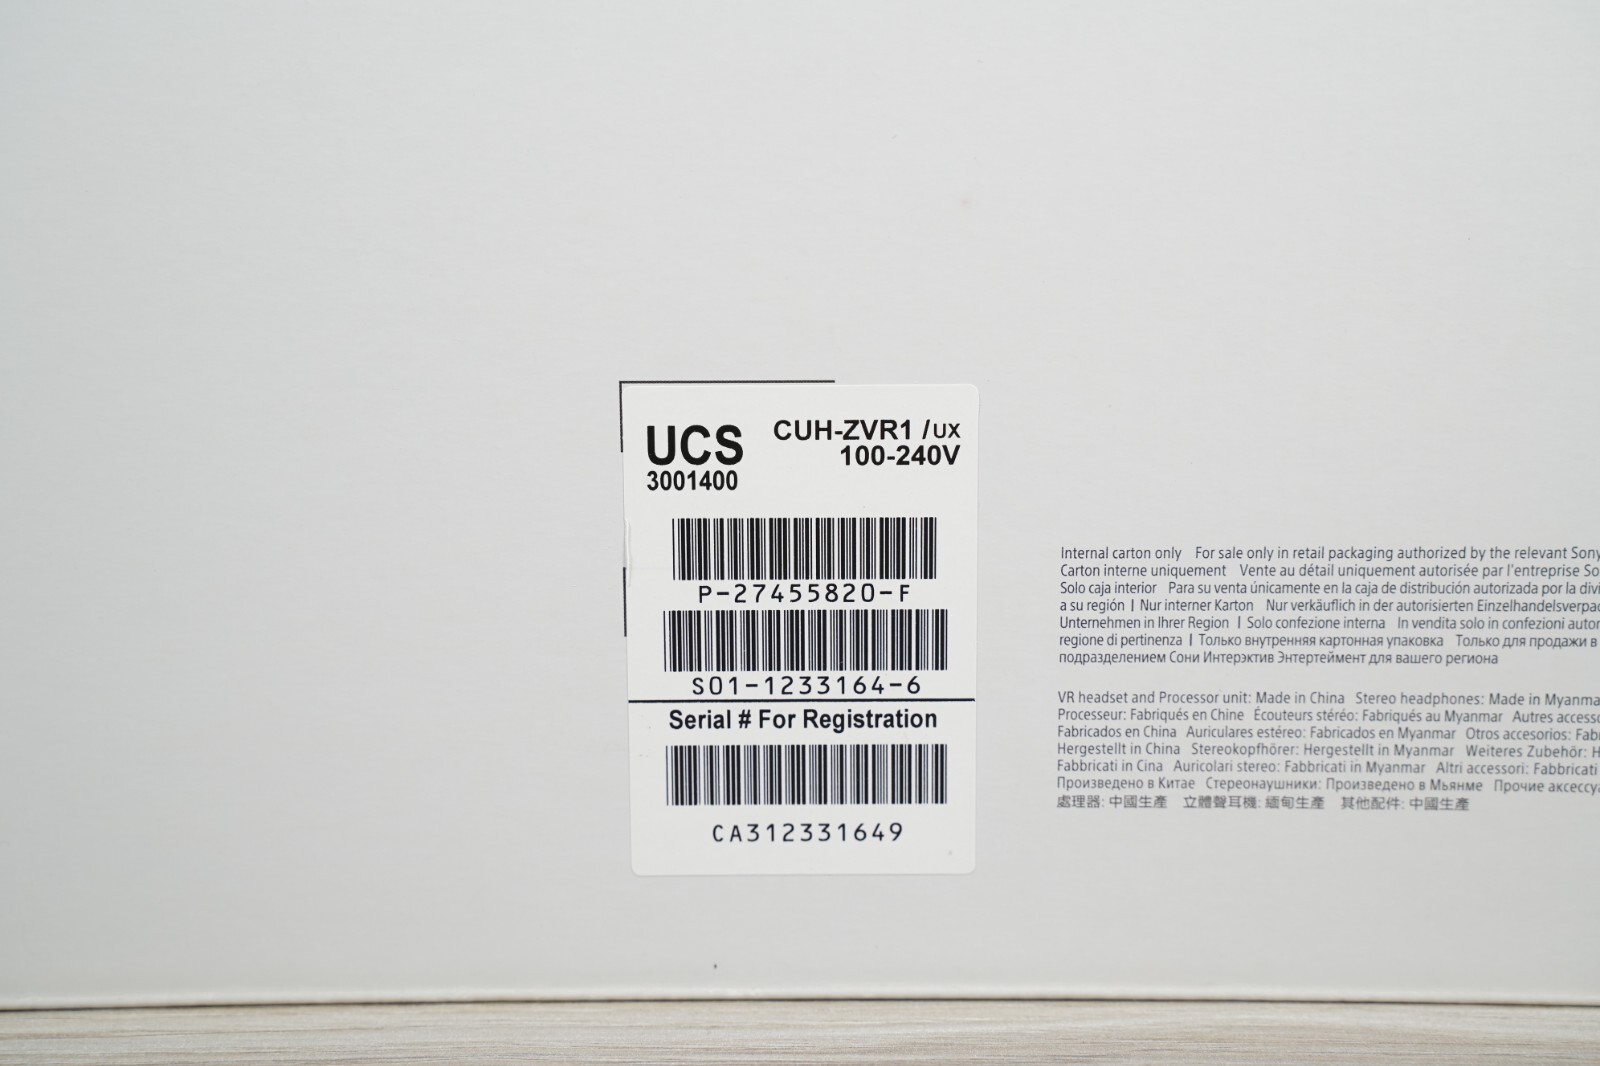 UCS
3001400
CUH-ZVR1 /UX
100-240V
P-27455820-F
S01-1233164-6
Serial # For Registration
CA312331649
Internal carton only For sale only in retail packaging authorized by the relevant Sony
Carton interne uniquement Vente au détail uniquement autorisée par l'entreprise So
Solo caja interior Para su venta únicamente en la caja de distribución autorizada por la divi
a su región | Nur interner Karton Nur verkäuflich in der autorisierten Einzelhandelsverpac
Unternehmen in Ihrer Region | Solo confezione interna In vendita solo in confezioni autor
regione di pertinenza | Только внутренняя картонная упаковка Только для продажи в
подразделением Сони Интерэктив Энтертеймент для вашего региона
VR headset and Processor unit: Made in China Stereo headphones: Made in Myanma
Processeur: Fabriqués en Chine Écouteurs stéréo: Fabriqués au Myanmar Autres accesso
Fabricados en China Auriculares estéreo: Fabricados en Myanmar Otros accesorios: Fab
Hergestellt in China Stereokopfhörer: Hergestellt in Myanmar Weiteres Zubehör: H
Fabbricati in Cina Auricolari stereo: Fabbricati in Myanmar Altri accessori: Fabbricati
Произведено в Китае Стереонаушники: Произведено в Мьянме Прочие аксессуа
處理器: 中國生產 立體聲耳機: 緬甸生產 其他配件: 中國生產